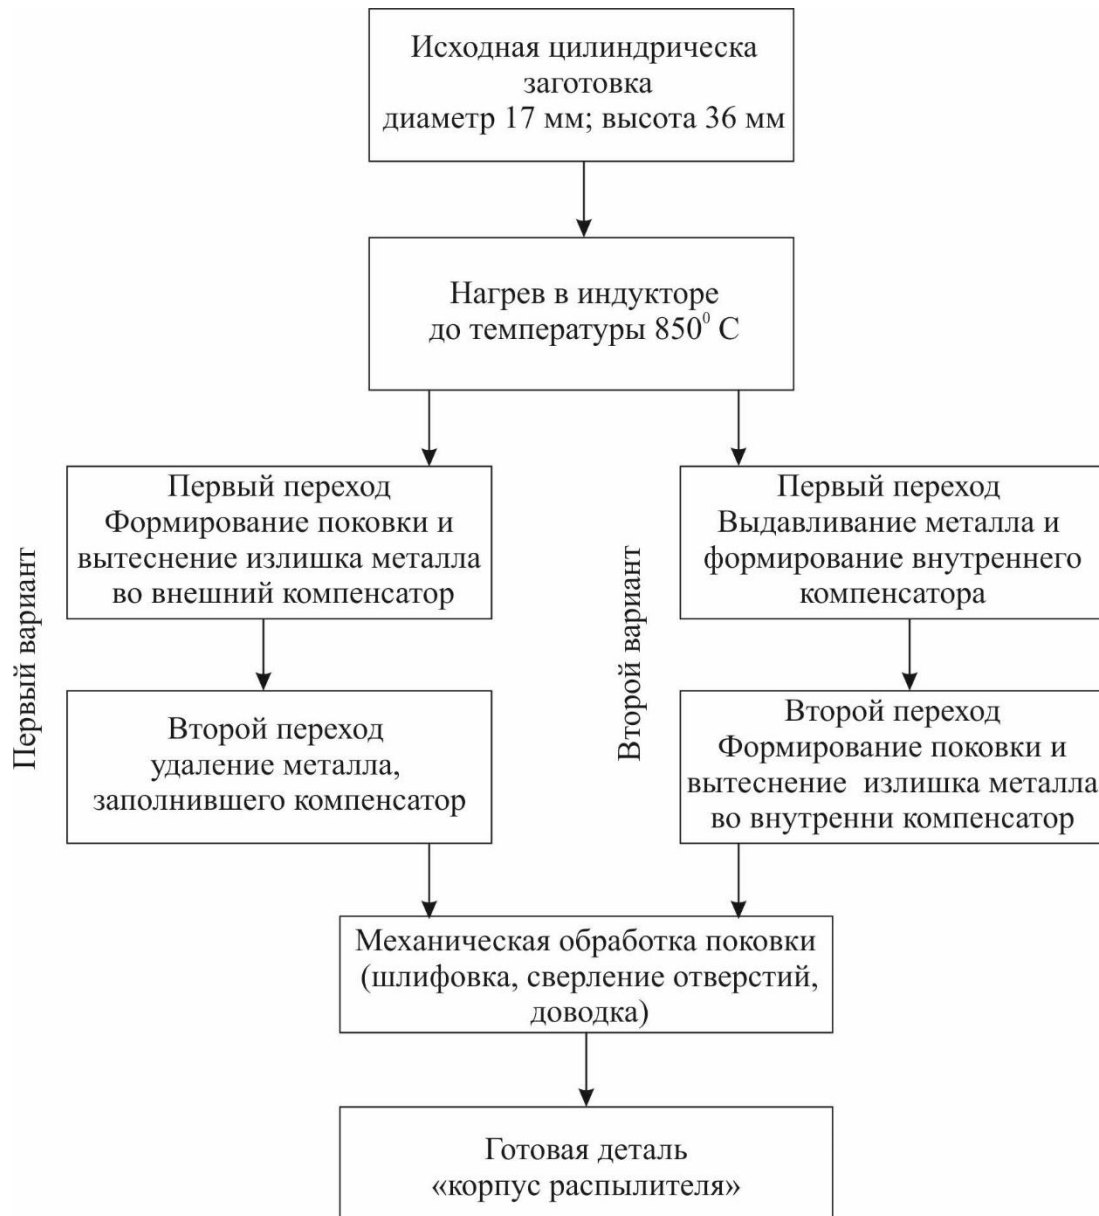 Исходная цилиндрическа
заготовка
диаметр 17 мм; высота 36 мм
Нагрев в индукторе
до температуры 850⁰ С
Первый вариант
Первый переход
Формирование поковки и
вытеснение излишка металла
во внешний компенсатор
Второй переход
удаление металла,
заполнившего компенсатор
Второй вариант
Первый переход
Выдавливание металла и
формирование внутреннего
компенсатора
Второй переход
Формирование поковки и
вытеснение излишка металла
во внутренни компенсатор
Механическая обработка поковки
(шлифовка, сверление отверстий,
доводка)
Готовая деталь
«корпус распылителя»